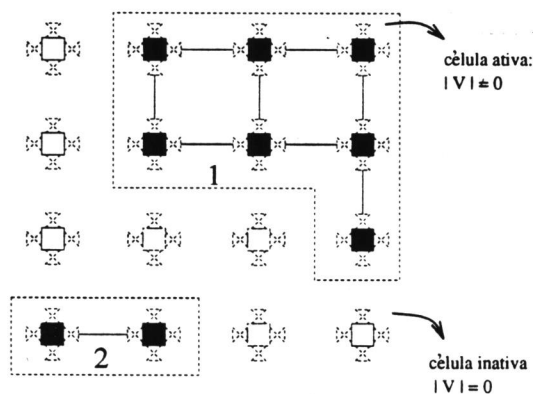 célula ativa:
| V | ≠ 0
1
2
célula inativa
| V | = 0